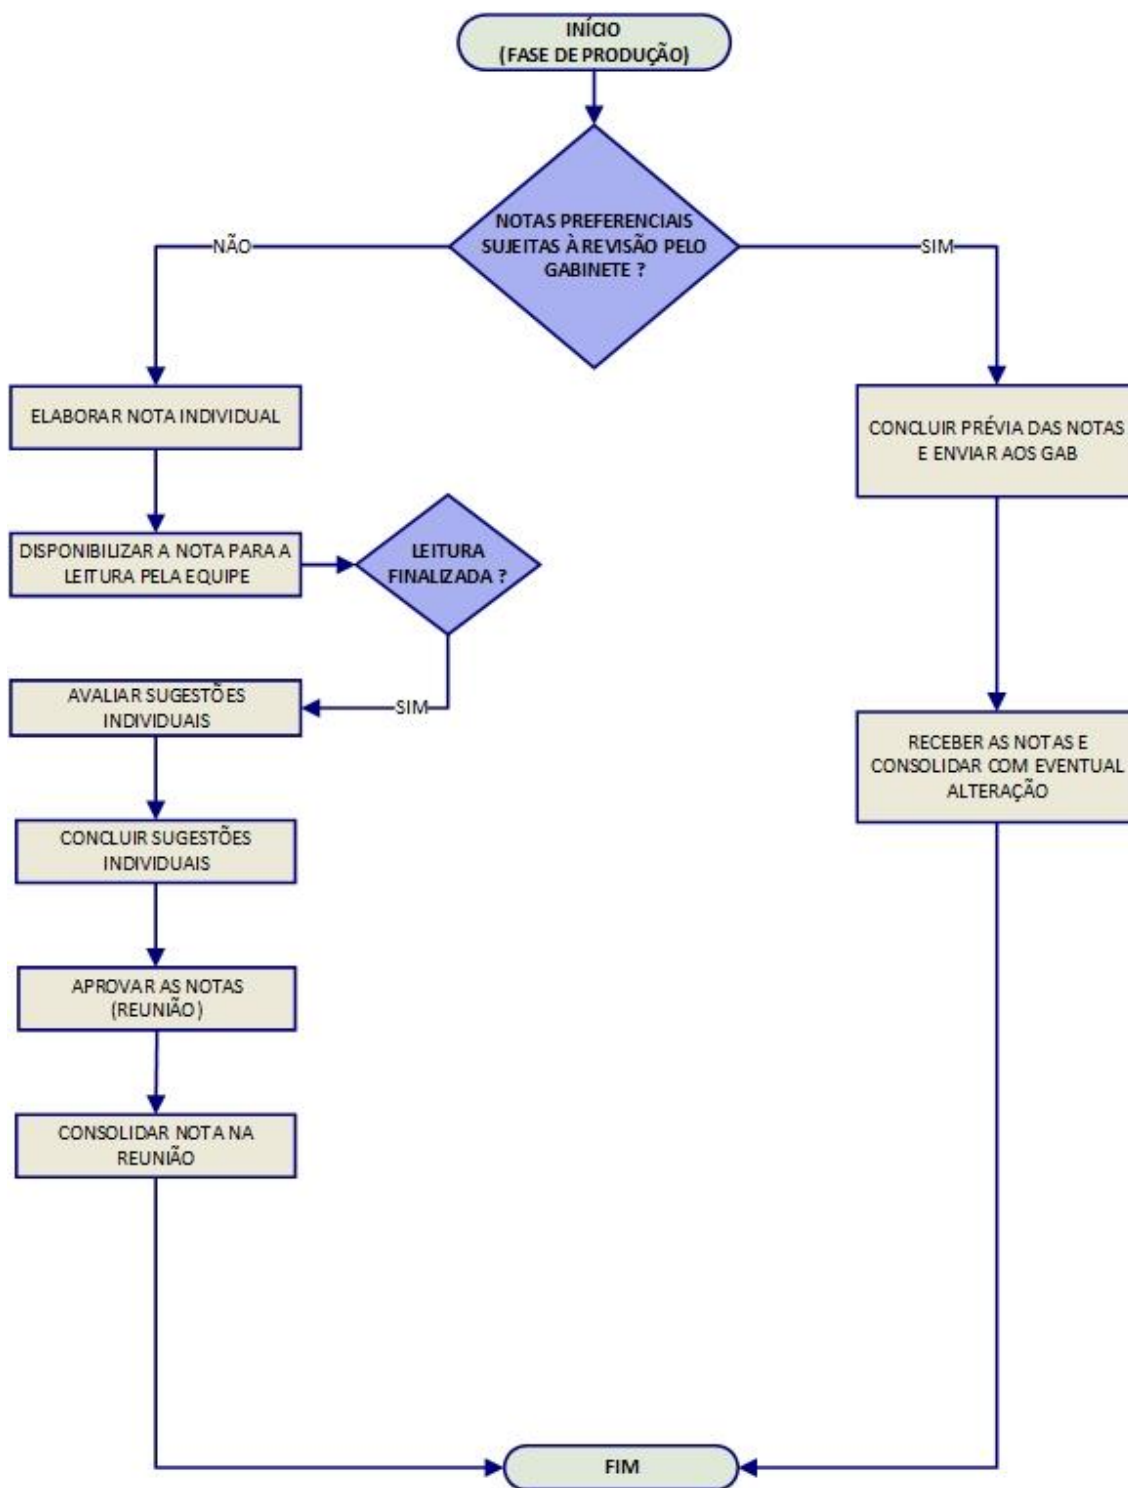 INÍCIO
(FASE DE PRODUÇÃO)
NOTAS PREFERENCIAIS
SUJEITAS À REVISÃO PELO
GABINETE ?
NÃO
SIM
ELABORAR NOTA INDIVIDUAL
CONCLUIR PRÉVIA DAS NOTAS
E ENVIAR AOS GAB
DISPONIBILIZAR A NOTA PARA A
LEITURA PELA EQUIPE
LEITURA
FINALIZADA ?
SIM
AVALIAR SUGESTÕES
INDIVIDUAIS
RECEBER AS NOTAS E
CONSOLIDAR COM EVENTUAL
ALTERAÇÃO
CONCLUIR SUGESTÕES
INDIVIDUAIS
APROVAR AS NOTAS
(REUNIÃO)
CONSOLIDAR NOTA NA
REUNIÃO
FIM